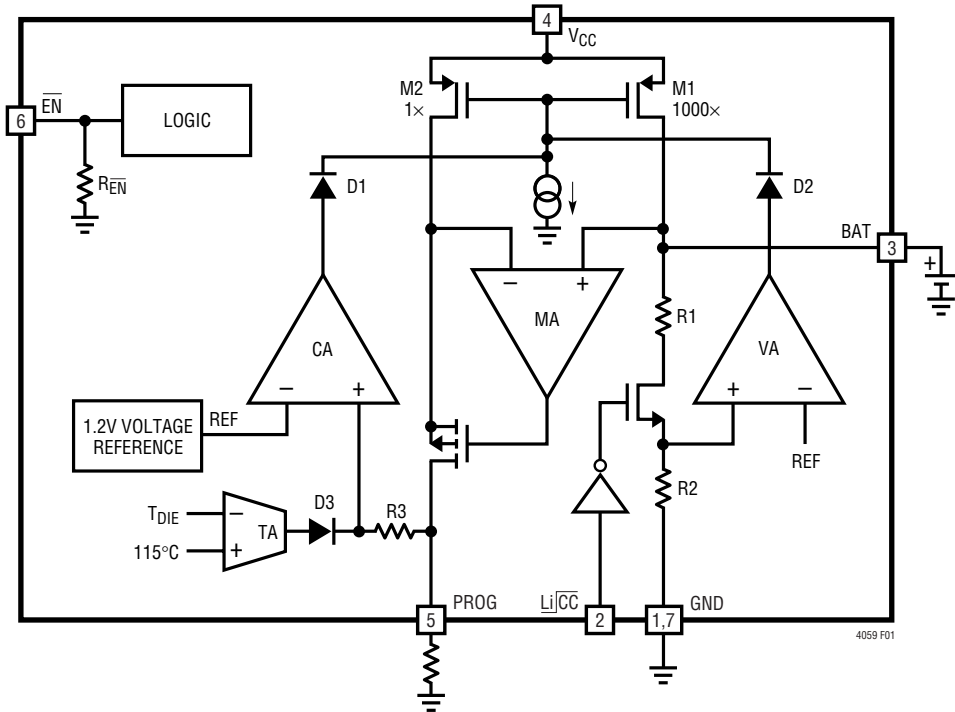 4
VCC
M2
1×
M1
1000×
6
EN
LOGIC
REN
D1
D2
BAT
3
+
– +
MA
R1
CA
– +
VA
+ –
1.2V VOLTAGE
REFERENCE
REF
REF
R2
TDIE
–
TA
D3
R3
115°C
+
PROG
5
Li CC
2
1,7
GND
4059 F01